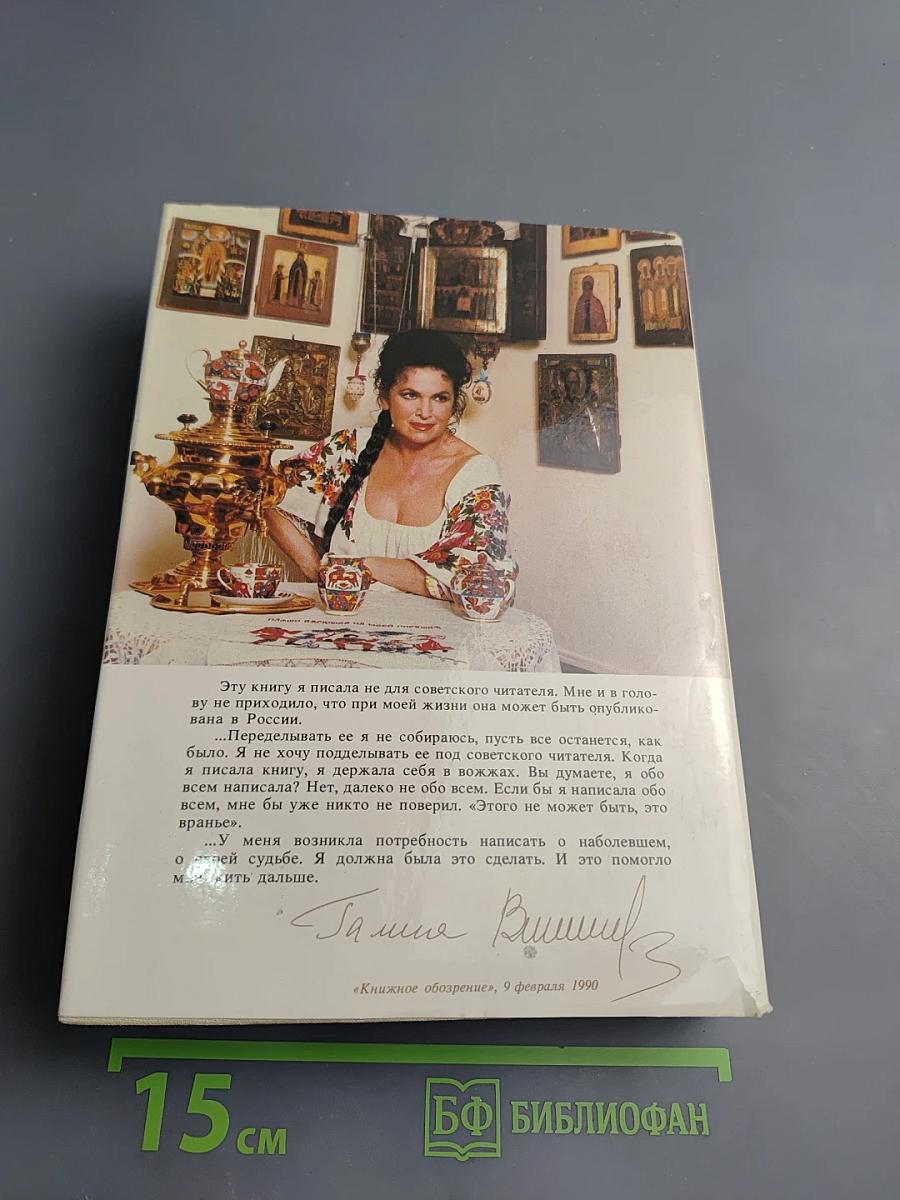 Эту книгу я писала не для советского читателя. Мне и в голо-
ву не приходило, что при моей жизни она может быть опублико-
вана в России.
...Переделывать ее я не собираюсь, пусть все останется, как
было. Я не хочу подделывать ее под советского читателя. Когда
я писала книгу, я держала себя в вожжах. Вы думаете, я обо
всем написала? Нет, далеко не обо всем. Если бы я написала обо
всем, мне бы уже никто не поверил. «Этого не может быть, это
вранье».
...У меня возникла потребность написать о наболевшем,
о судьбе. Я должна была это сделать. И это помогло
дальше.
Галина
«Книжное обозрение», 9 февраля 1990
15 см
БФ БИБЛИОФАН